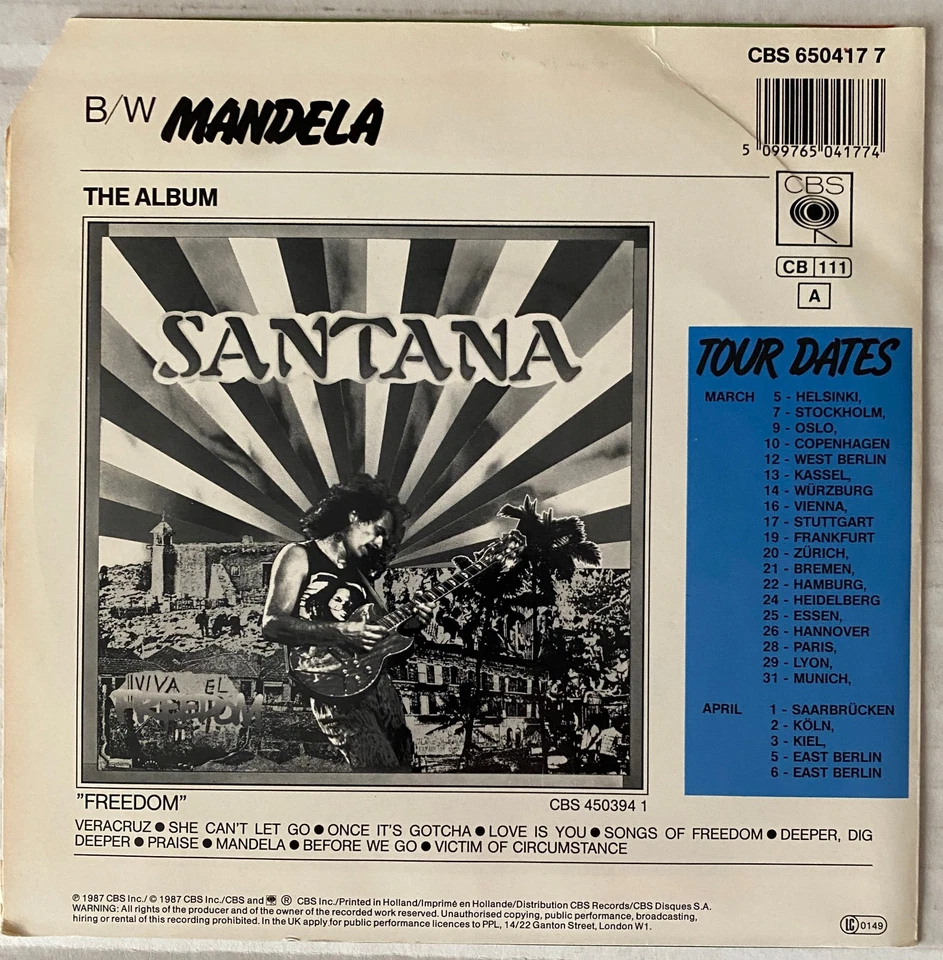 CBS 650417 7
B/W MANDELA
5 099765 041774
THE ALBUM
CBS
CB 111
A
SANTANA
VIVA EL
FREEDOM
TOUR DATES
MARCH 5 - HELSINKI,
7 - STOCKHOLM,
9 - OSLO,
10 - COPENHAGEN
12 - WEST BERLIN
13 - KASSEL,
14 - WÜRZBURG
16 - VIENNA,
17 - STUTTGART
19 - FRANKFURT
20 - ZÜRICH,
21 - BREMEN,
22 - HAMBURG,
24 - HEIDELBERG
25 - ESSEN,
26 - HANNOVER
28 - PARIS,
29 - LYON,
31 - MUNICH,
APRIL 1 - SAARBRÜCKEN
2 - KÖLN,
3 - KIEL,
5 - EAST BERLIN
6 - EAST BERLIN
"FREEDOM"
CBS 450394 1
VERACRUZ ● SHE CAN'T LET GO ● ONCE IT'S GOTCHA ● LOVE IS YOU ● SONGS OF FREEDOM ● DEEPER, DIG
DEEPER ● PRAISE ● MANDELA ● BEFORE WE GO ● VICTIM OF CIRCUMSTANCE
℗ 1987 CBS Inc./ © 1987 CBS Inc./CBS and ® CBS Inc./Printed in Holland/Imprimé en Hollande/Distribution CBS Records/CBS Disques S.A.
WARNING: All rights of the producer and of the owner of the recorded work reserved. Unauthorised copying, public performance, broadcasting,
hiring or rental of this recording prohibited. In the UK apply for public performance licences to PPL, 14/22 Ganton Street, London W1.
LC 0149